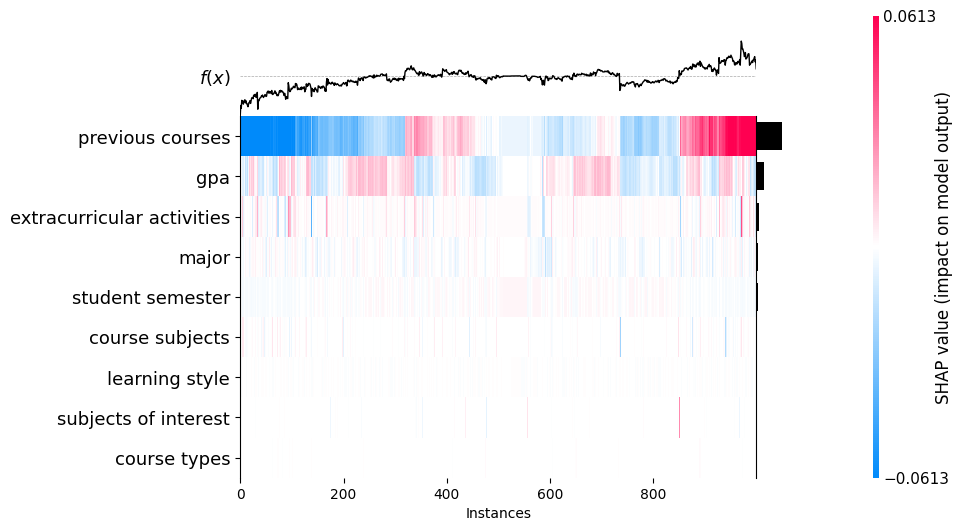 0.0613
f(x)
previous courses
gpa
extracurricular activities
major
student semester
course subjects
learning style
subjects of interest
course types
0 200 400 600 800
Instances
SHAP value (impact on model output)
−0.0613